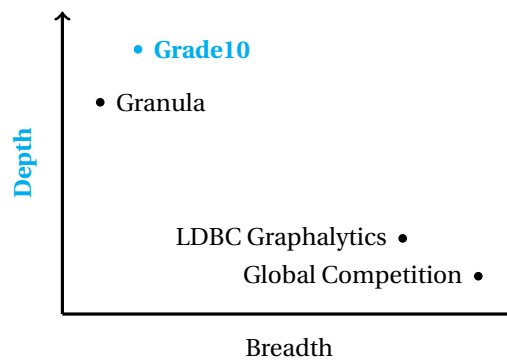 Grade10
Granula
Depth
LDBC Graphalytics
Global Competition
Breadth